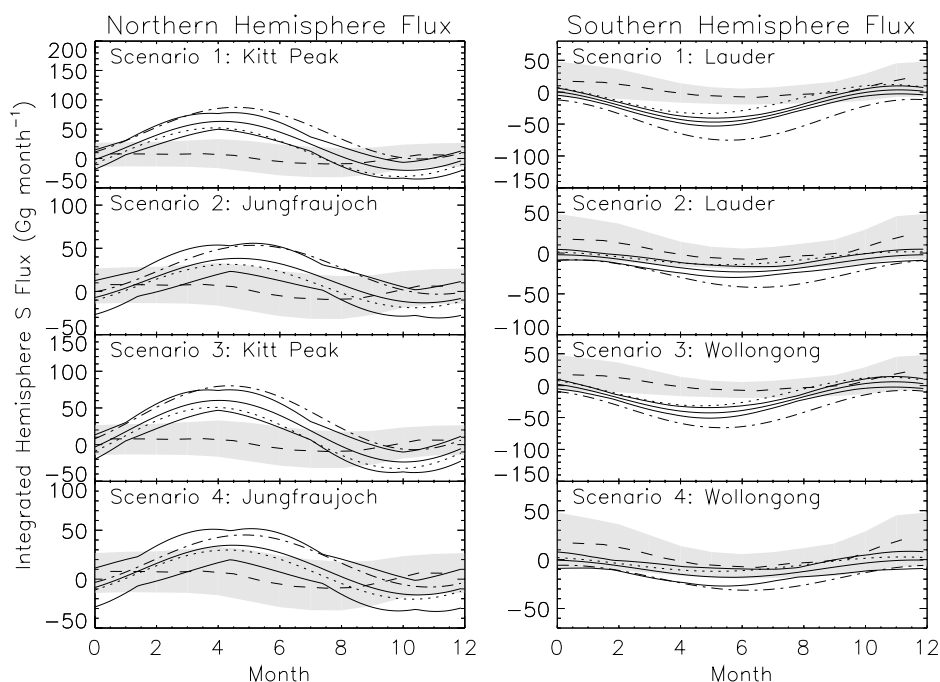 Northern Hemisphere Flux
Southern Hemisphere Flux
Integrated Hemisphere S Flux (Gg month⁻¹)
Scenario 1: Kitt Peak
200
150
100
50
0
−50
Scenario 2: Jungfraujoch
100
50
0
−50
Scenario 3: Kitt Peak
150
100
50
0
−50
Scenario 4: Jungfraujoch
100
50
0
−50
0 2 4 6 8 10 12
Month
Scenario 1: Lauder
50
0
−50
−100
−150
Scenario 2: Lauder
50
0
−50
−100
Scenario 3: Wollongong
50
0
−50
−100
−150
Scenario 4: Wollongong
50
0
−50
0 2 4 6 8 10 12
Month